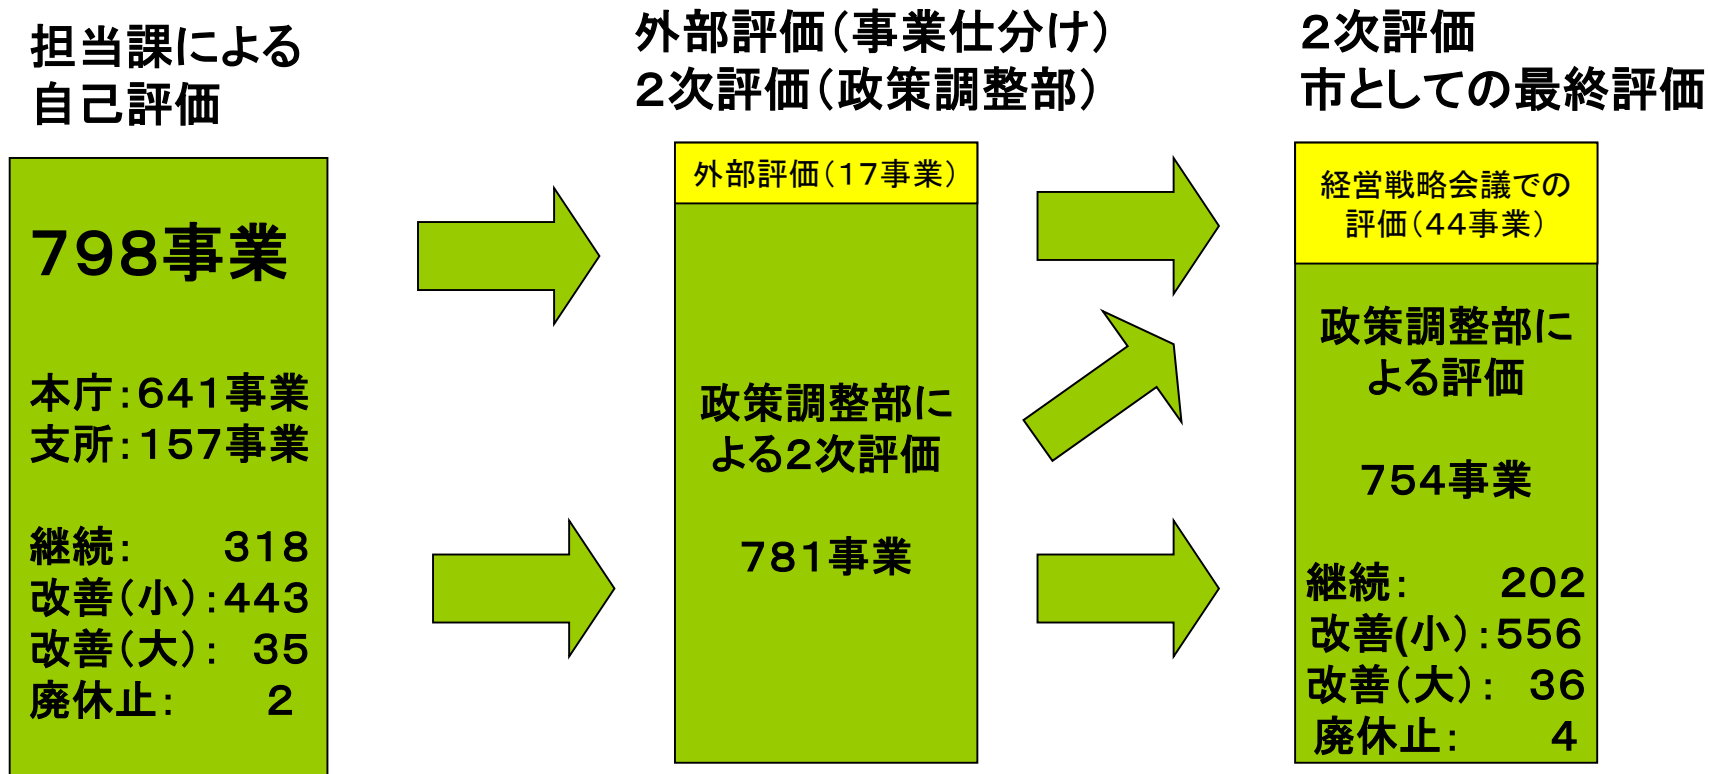 担当課による
自己評価
798事業
本庁：641事業
支所：157事業
継続：　　318
改善（小）：443
改善（大）：　35
廃休止：　　2
外部評価（事業仕分け）
２次評価（政策調整部）
外部評価（17事業）
政策調整部に
よる2次評価
781事業
２次評価
市としての最終評価
経営戦略会議での
評価（44事業）
政策調整部に
よる評価
754事業
継続：　　202
改善(小）：556
改善（大）：　36
廃休止：　　4